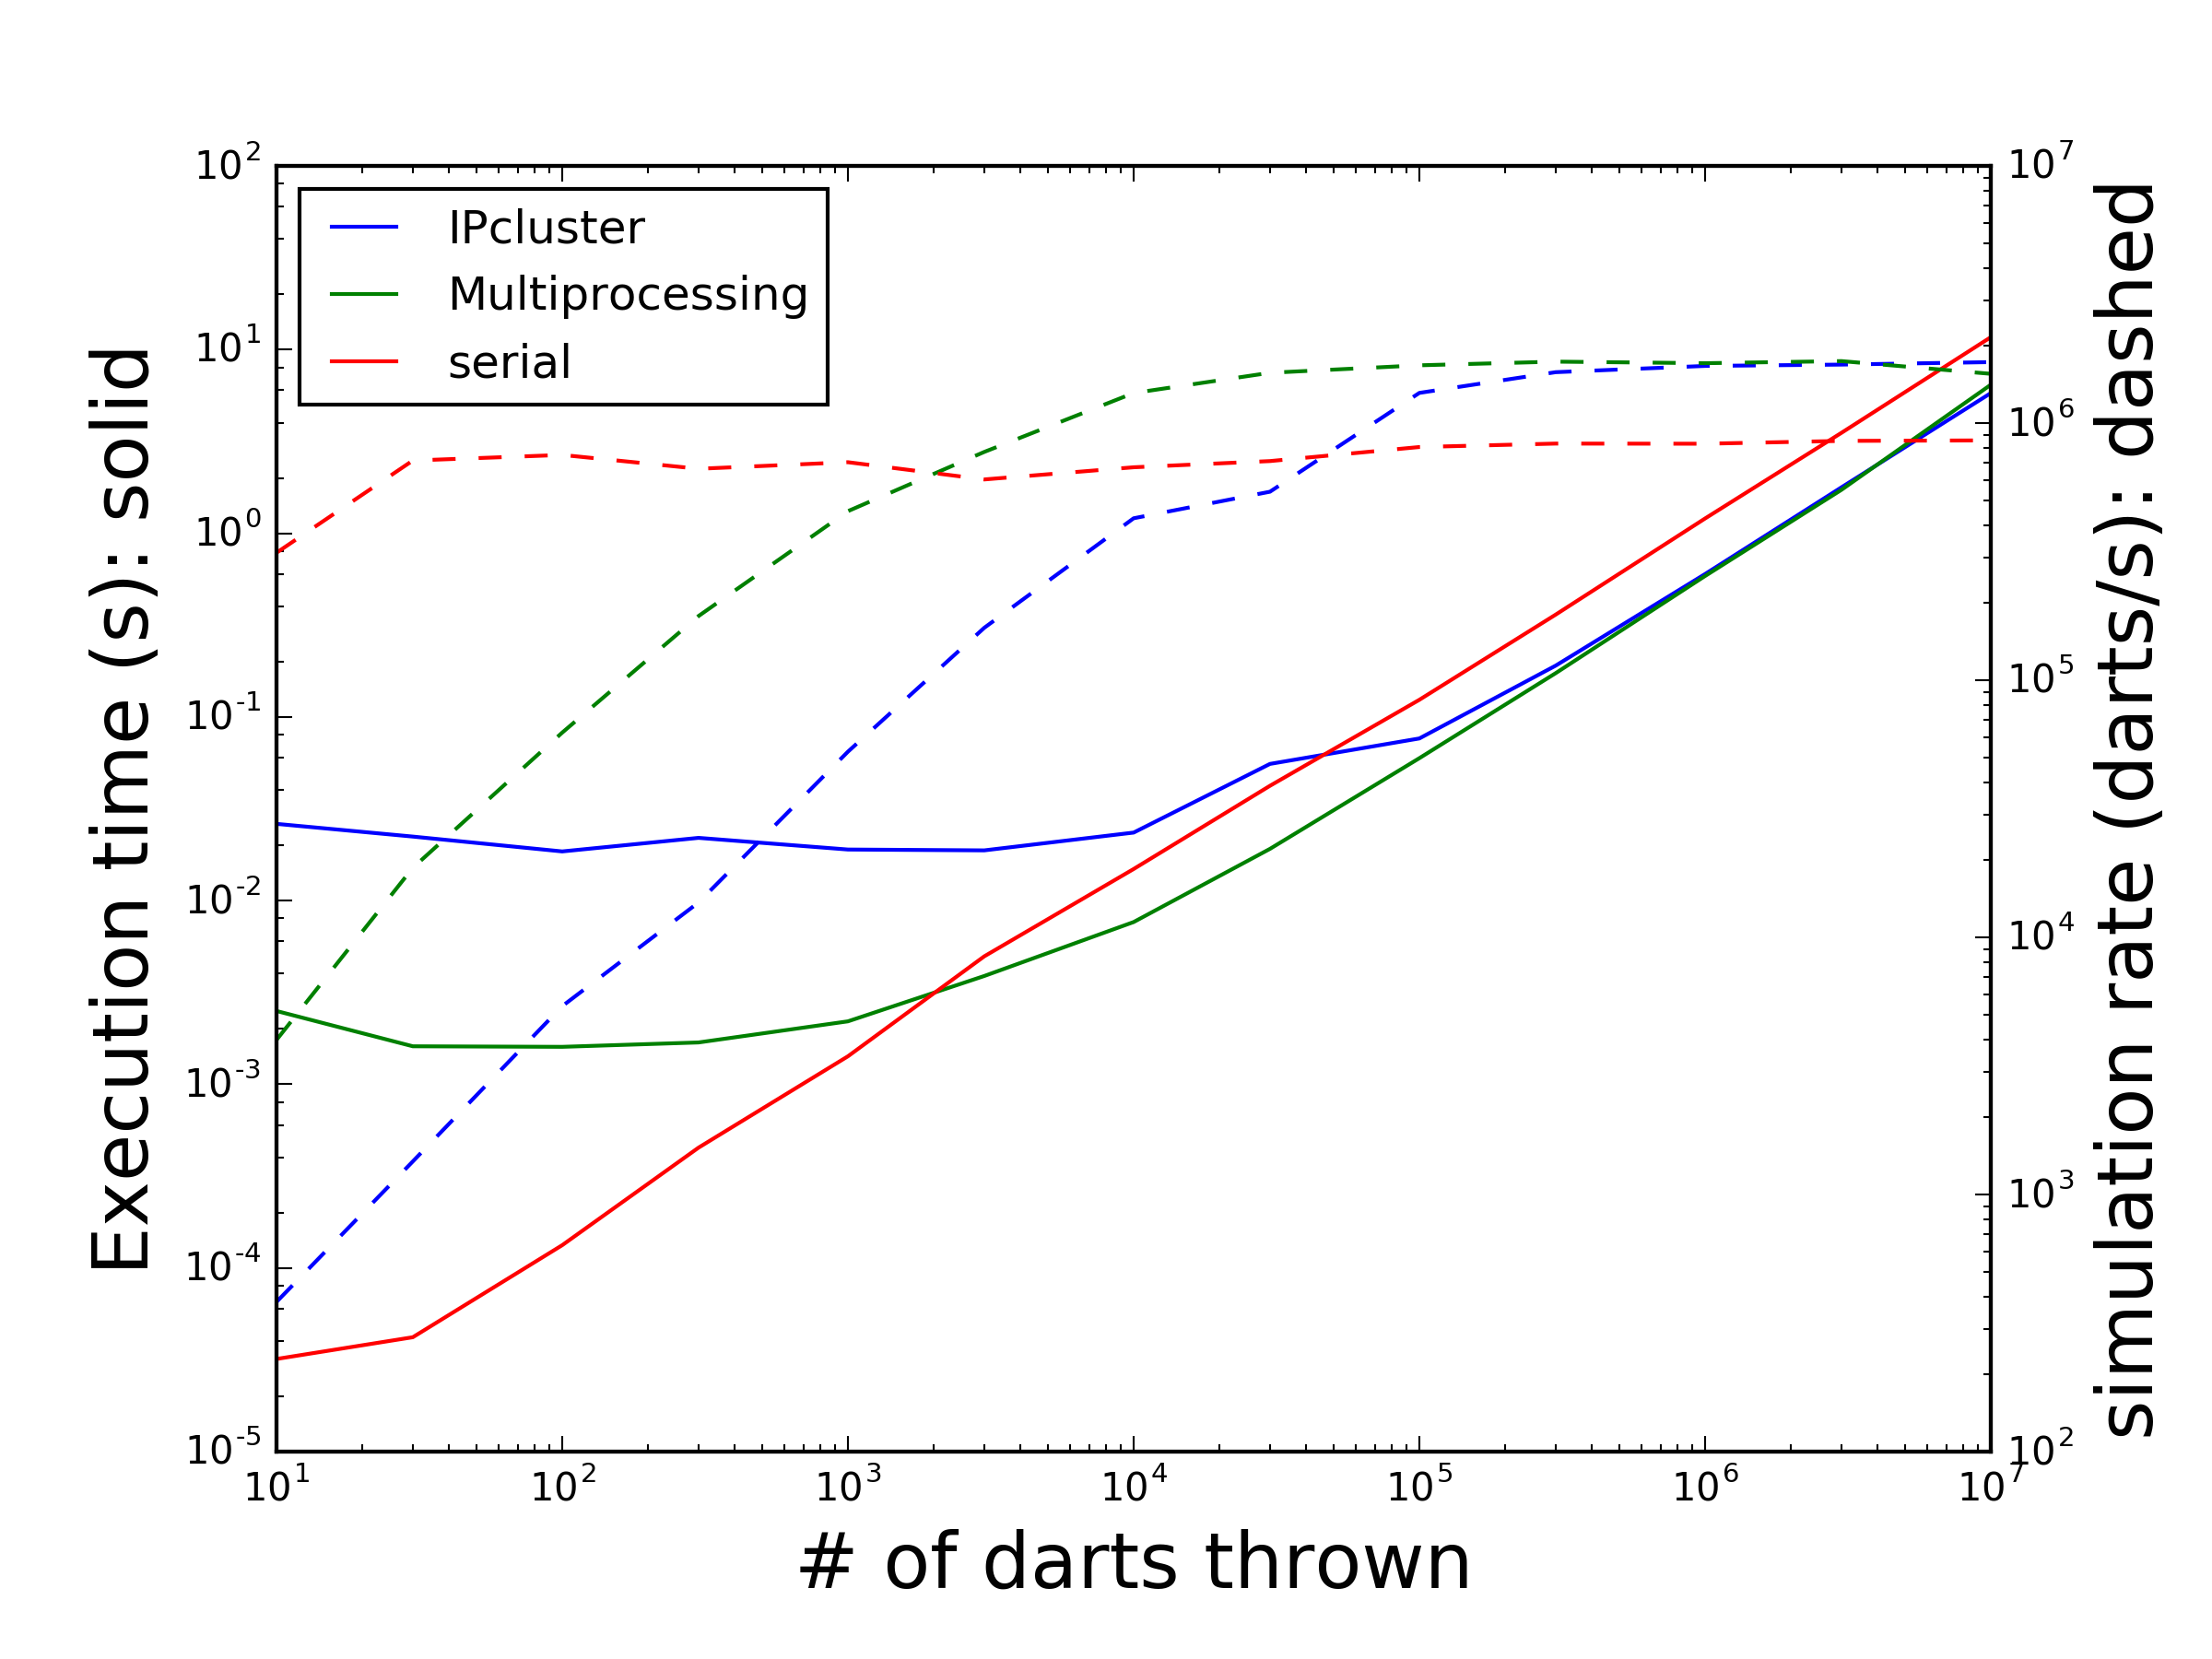 IPcluster
Multiprocessing
serial
Execution time (s): solid
10^2
10^1
10^0
10^-1
10^-2
10^-3
10^-4
10^-5
10^1 10^2 10^3 10^4 10^5 10^6 10^7
# of darts thrown
10^7
10^6
10^5
10^4
10^3
10^2
simulation rate (darts/s): dashed